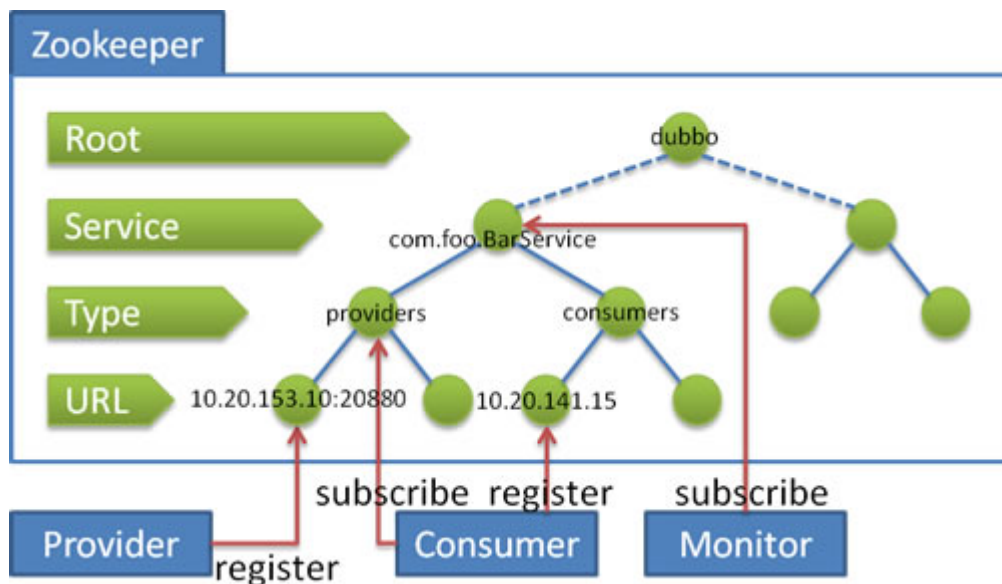 Zookeeper
Root
dubbo
Service
com.foo.BarService
Type
providers
consumers
URL
10.20.153.10:20880
10.20.141.15
subscribe
register
subscribe
Provider
register
Consumer
Monitor